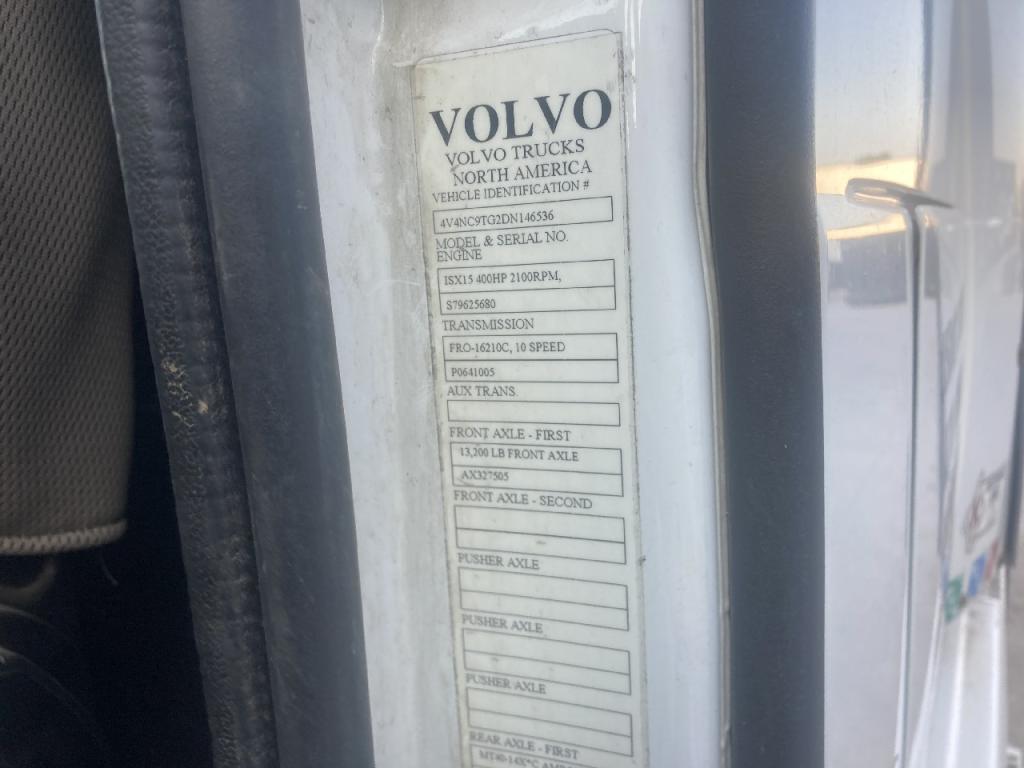 VOLVO
VOLVO TRUCKS
NORTH AMERICA
VEHICLE IDENTIFICATION #
4V4NC9TG2DN146536
MODEL & SERIAL NO.
ENGINE
ISX15 400HP 2100RPM,
S79625680
TRANSMISSION
FRO-16210C, 10 SPEED
P0641005
AUX TRANS.
FRONT AXLE - FIRST
13,200 LB FRONT AXLE
AX327505
FRONT AXLE - SECOND
PUSHER AXLE
PUSHER AXLE
PUSHER AXLE
REAR AXLE - FIRST
MT40-14X*C